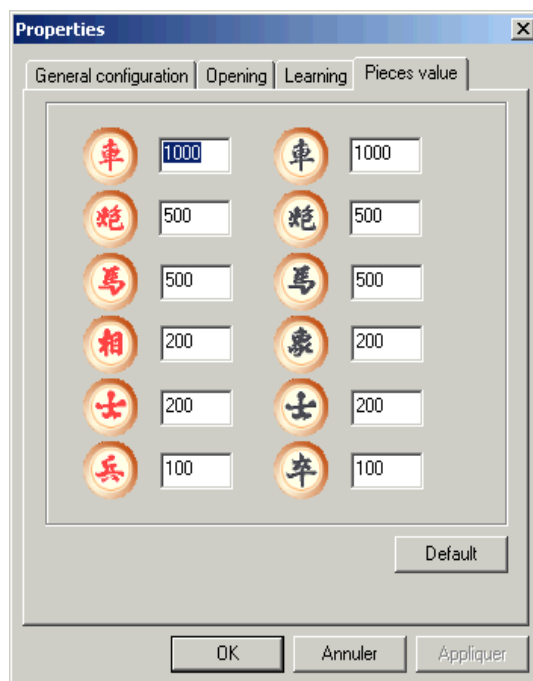 Properties
General configuration Opening Learning Pieces value
車 1000 車 1000
炮 500 炮 500
馬 500 馬 500
相 200 象 200
士 200 士 200
兵 100 卒 100
Default
OK Annuler Appliquer